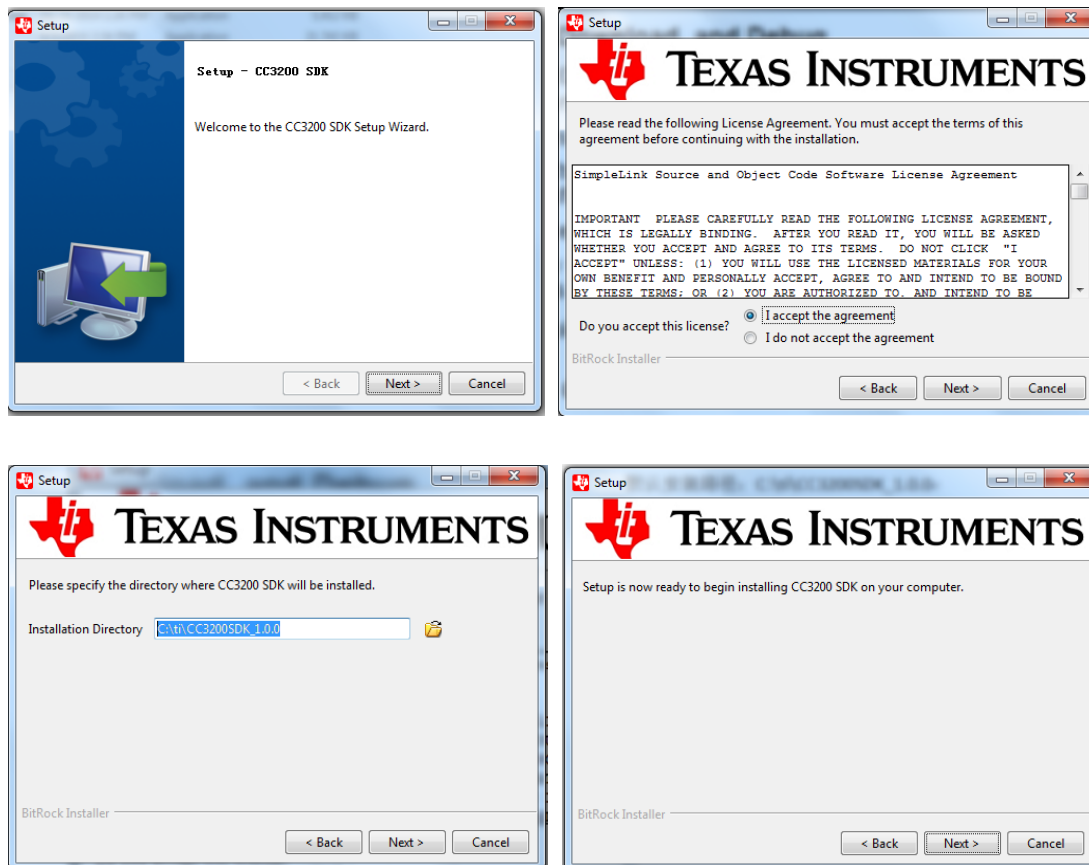 Setup
Setup - CC3200 SDK
Welcome to the CC3200 SDK Setup Wizard.
< Back
Next >
Cancel
Setup
TEXAS INSTRUMENTS
Please read the following License Agreement. You must accept the terms of this
agreement before continuing with the installation.
SimpleLink Source and Object Code Software License Agreement
IMPORTANT  PLEASE CAREFULLY READ THE FOLLOWING LICENSE AGREEMENT,
WHICH IS LEGALLY BINDING.  AFTER YOU READ IT, YOU WILL BE ASKED
WHETHER YOU ACCEPT AND AGREE TO ITS TERMS.  DO NOT CLICK  "I
ACCEPT" UNLESS: (1) YOU WILL USE THE LICENSED MATERIALS FOR YOUR
OWN BENEFIT AND PERSONALLY ACCEPT, AGREE TO AND INTEND TO BE BOUND
BY THESE TERMS; OR (2) YOU ARE AUTHORIZED TO, AND INTEND TO BE
Do you accept this license?
I accept the agreement
I do not accept the agreement
BitRock Installer
< Back
Next >
Cancel
Setup
TEXAS INSTRUMENTS
Please specify the directory where CC3200 SDK will be installed.
Installation Directory
C:\ti\CC3200SDK_1.0.0
BitRock Installer
< Back
Next >
Cancel
Setup
TEXAS INSTRUMENTS
Setup is now ready to begin installing CC3200 SDK on your computer.
BitRock Installer
< Back
Next >
Cancel